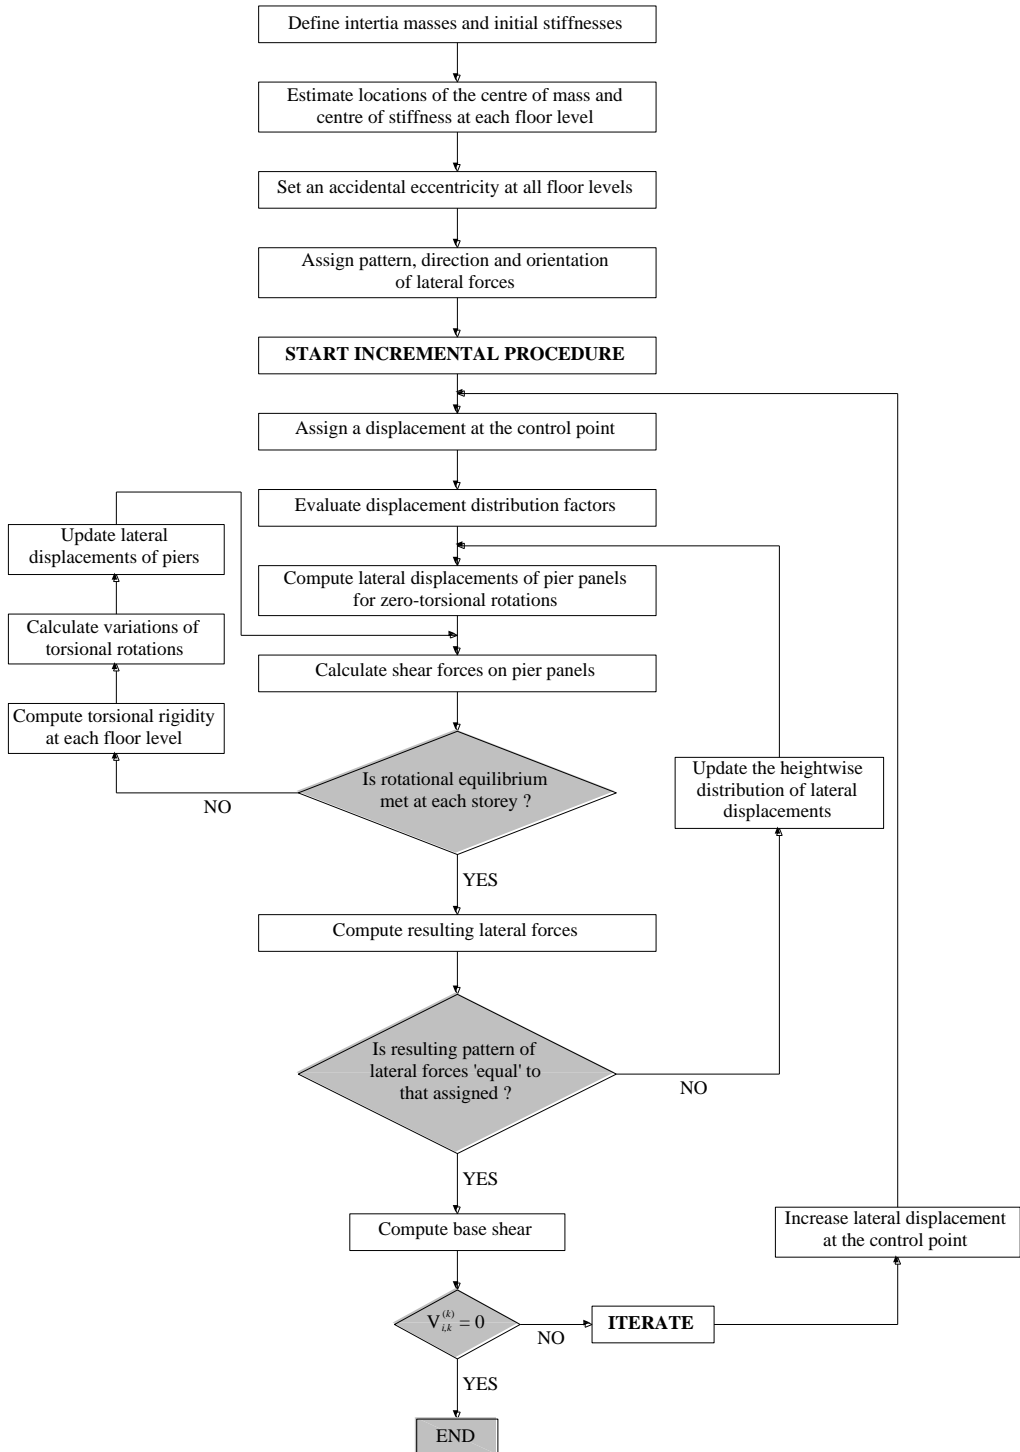 Define intertia masses and initial stiffnesses
Estimate locations of the centre of mass and
centre of stiffness at each floor level
Set an accidental eccentricity at all floor levels
Assign pattern, direction and orientation
of lateral forces
START INCREMENTAL PROCEDURE
Assign a displacement at the control point
Evaluate displacement distribution factors
Update lateral
displacements of piers
Compute lateral displacements of pier panels
for zero-torsional rotations
Calculate variations of
torsional rotations
Calculate shear forces on pier panels
Compute torsional rigidity
at each floor level
Is rotational equilibrium
met at each storey ?
NO
Update the heightwise
distribution of lateral
displacements
YES
Compute resulting lateral forces
Is resulting pattern of
lateral forces 'equal' to
that assigned ?
NO
YES
Compute base shear
Increase lateral displacement
at the control point
V_{i,k}^{(k)} = 0
NO
ITERATE
YES
END